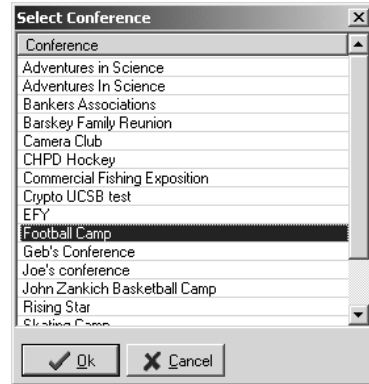 Select Conference
Conference
Adventures in Science
Adventures In Science
Bankers Associations
Barskey Family Reunion
Camera Club
CHPD Hockey
Commercial Fishing Exposition
Crypto UCSB test
EFY
Football Camp
Geb's Conference
Joe's conference
John Zankich Basketball Camp
Rising Star
Skating Camp
Ok
Cancel